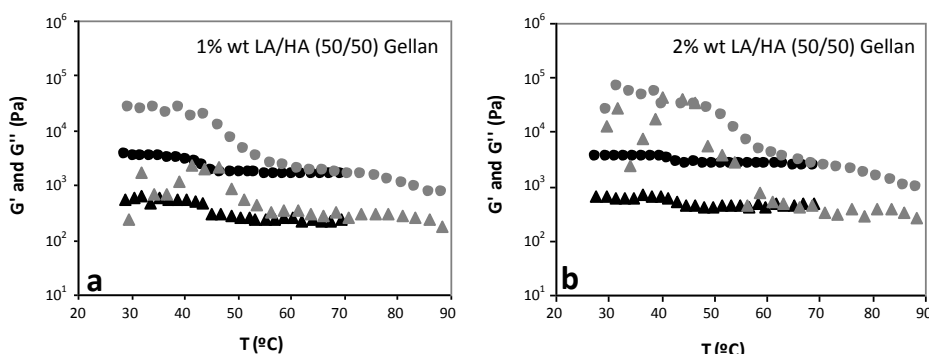 10⁶
1% wt LA/HA (50/50) Gellan
10⁵
10⁴
10³
10²
10¹
G' and G'' (Pa)
a
20 30 40 50 60 70 80 90
T (ºC)
10⁶
2% wt LA/HA (50/50) Gellan
10⁵
10⁴
10³
10²
10¹
G' and G'' (Pa)
b
20 30 40 50 60 70 80 90
T (ºC)